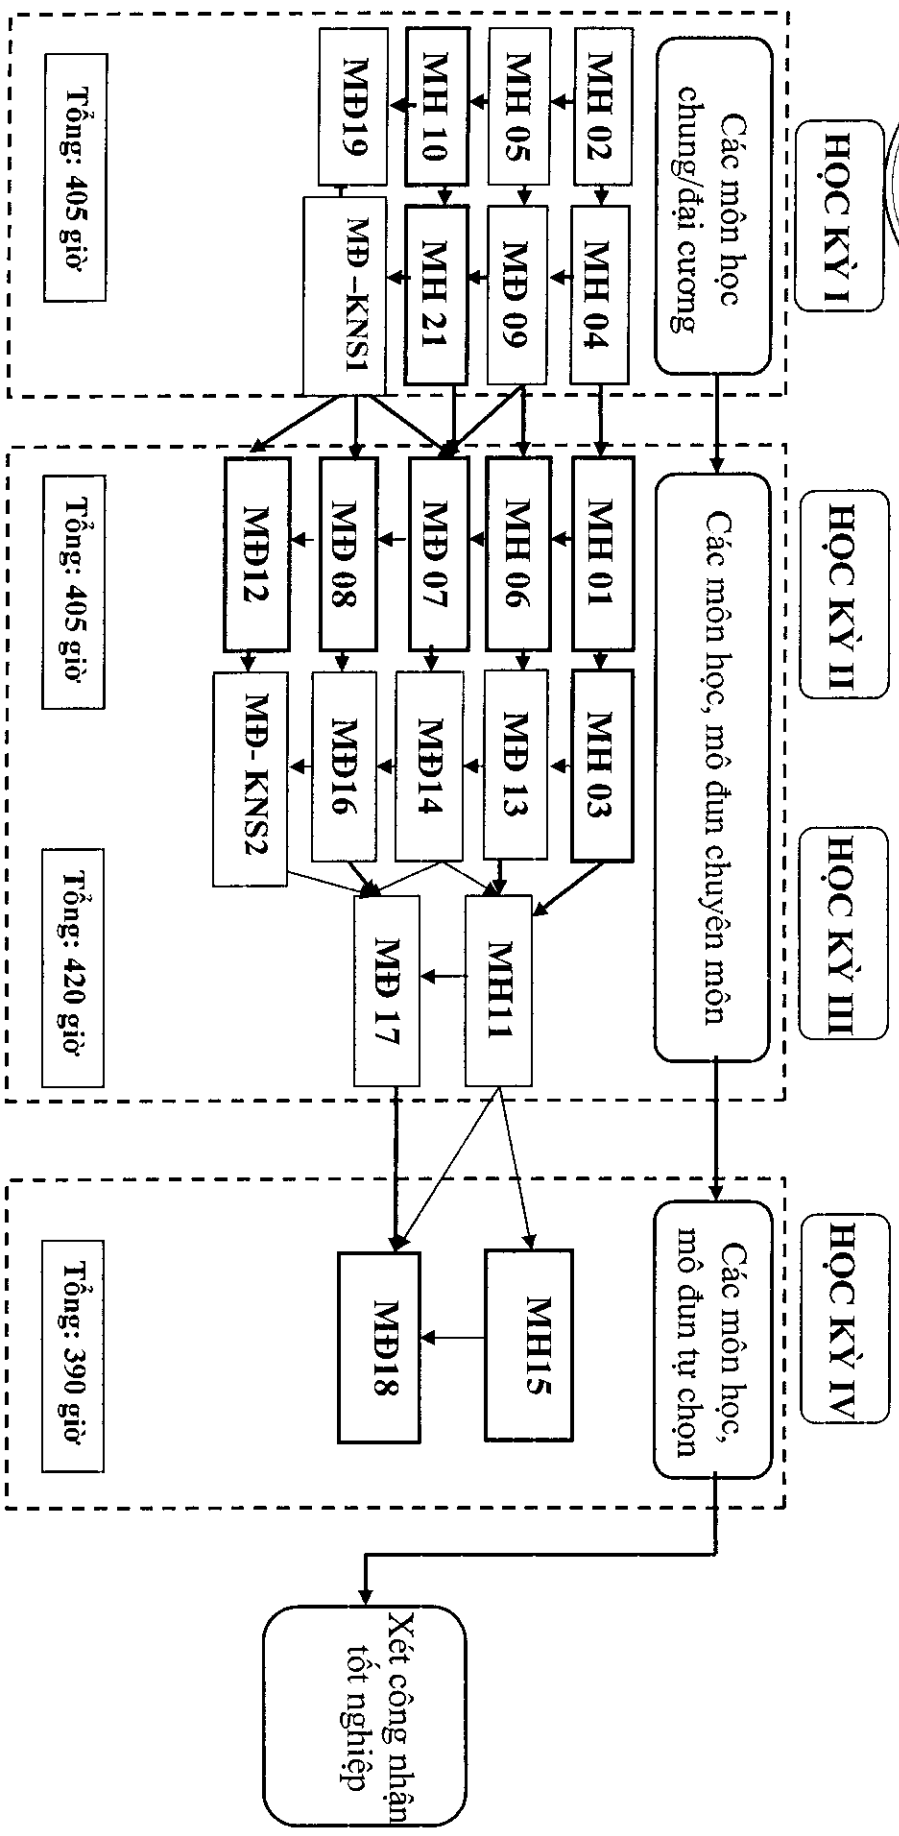 HỌC KỲ I
HỌC KỲ II
HỌC KỲ III
HỌC KỲ IV
Các môn học
chung/đại cương
Các môn học, mô đun chuyên môn
Các môn học,
mô đun tự chọn
MH 02
MH 04
MH 01
MH 03
MH 05
MĐ 09
MH 06
MĐ 13
MH11
MH15
MH 10
MH 21
MĐ 07
MĐ14
MĐ 17
MĐ18
MĐ19
MĐ –KNS1
MĐ 08
MĐ16
MĐ12
MĐ- KNS2
Xét công nhận
tốt nghiệp
Tổng: 405 giờ
Tổng: 405 giờ
Tổng: 420 giờ
Tổng: 390 giờ